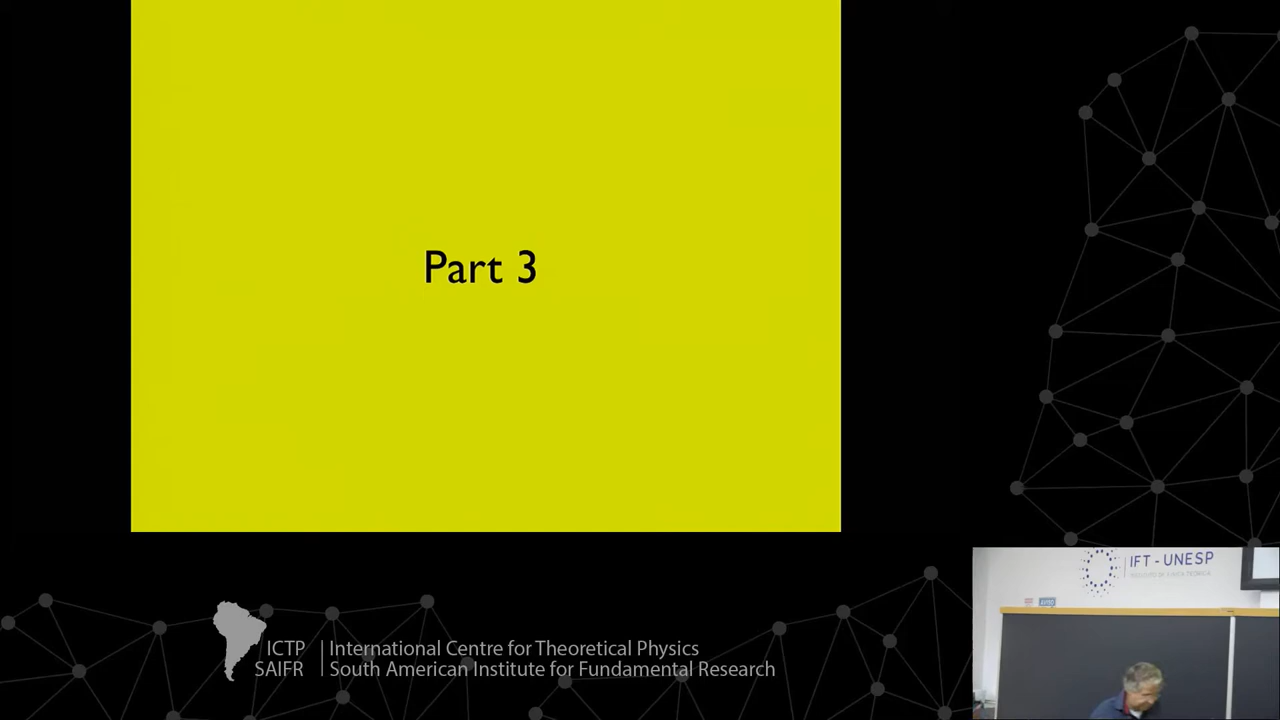 Part 3
IFT - UNESP
ICTP
SAIFR
International Centre for Theoretical Physics
South American Institute for Fundamental Research